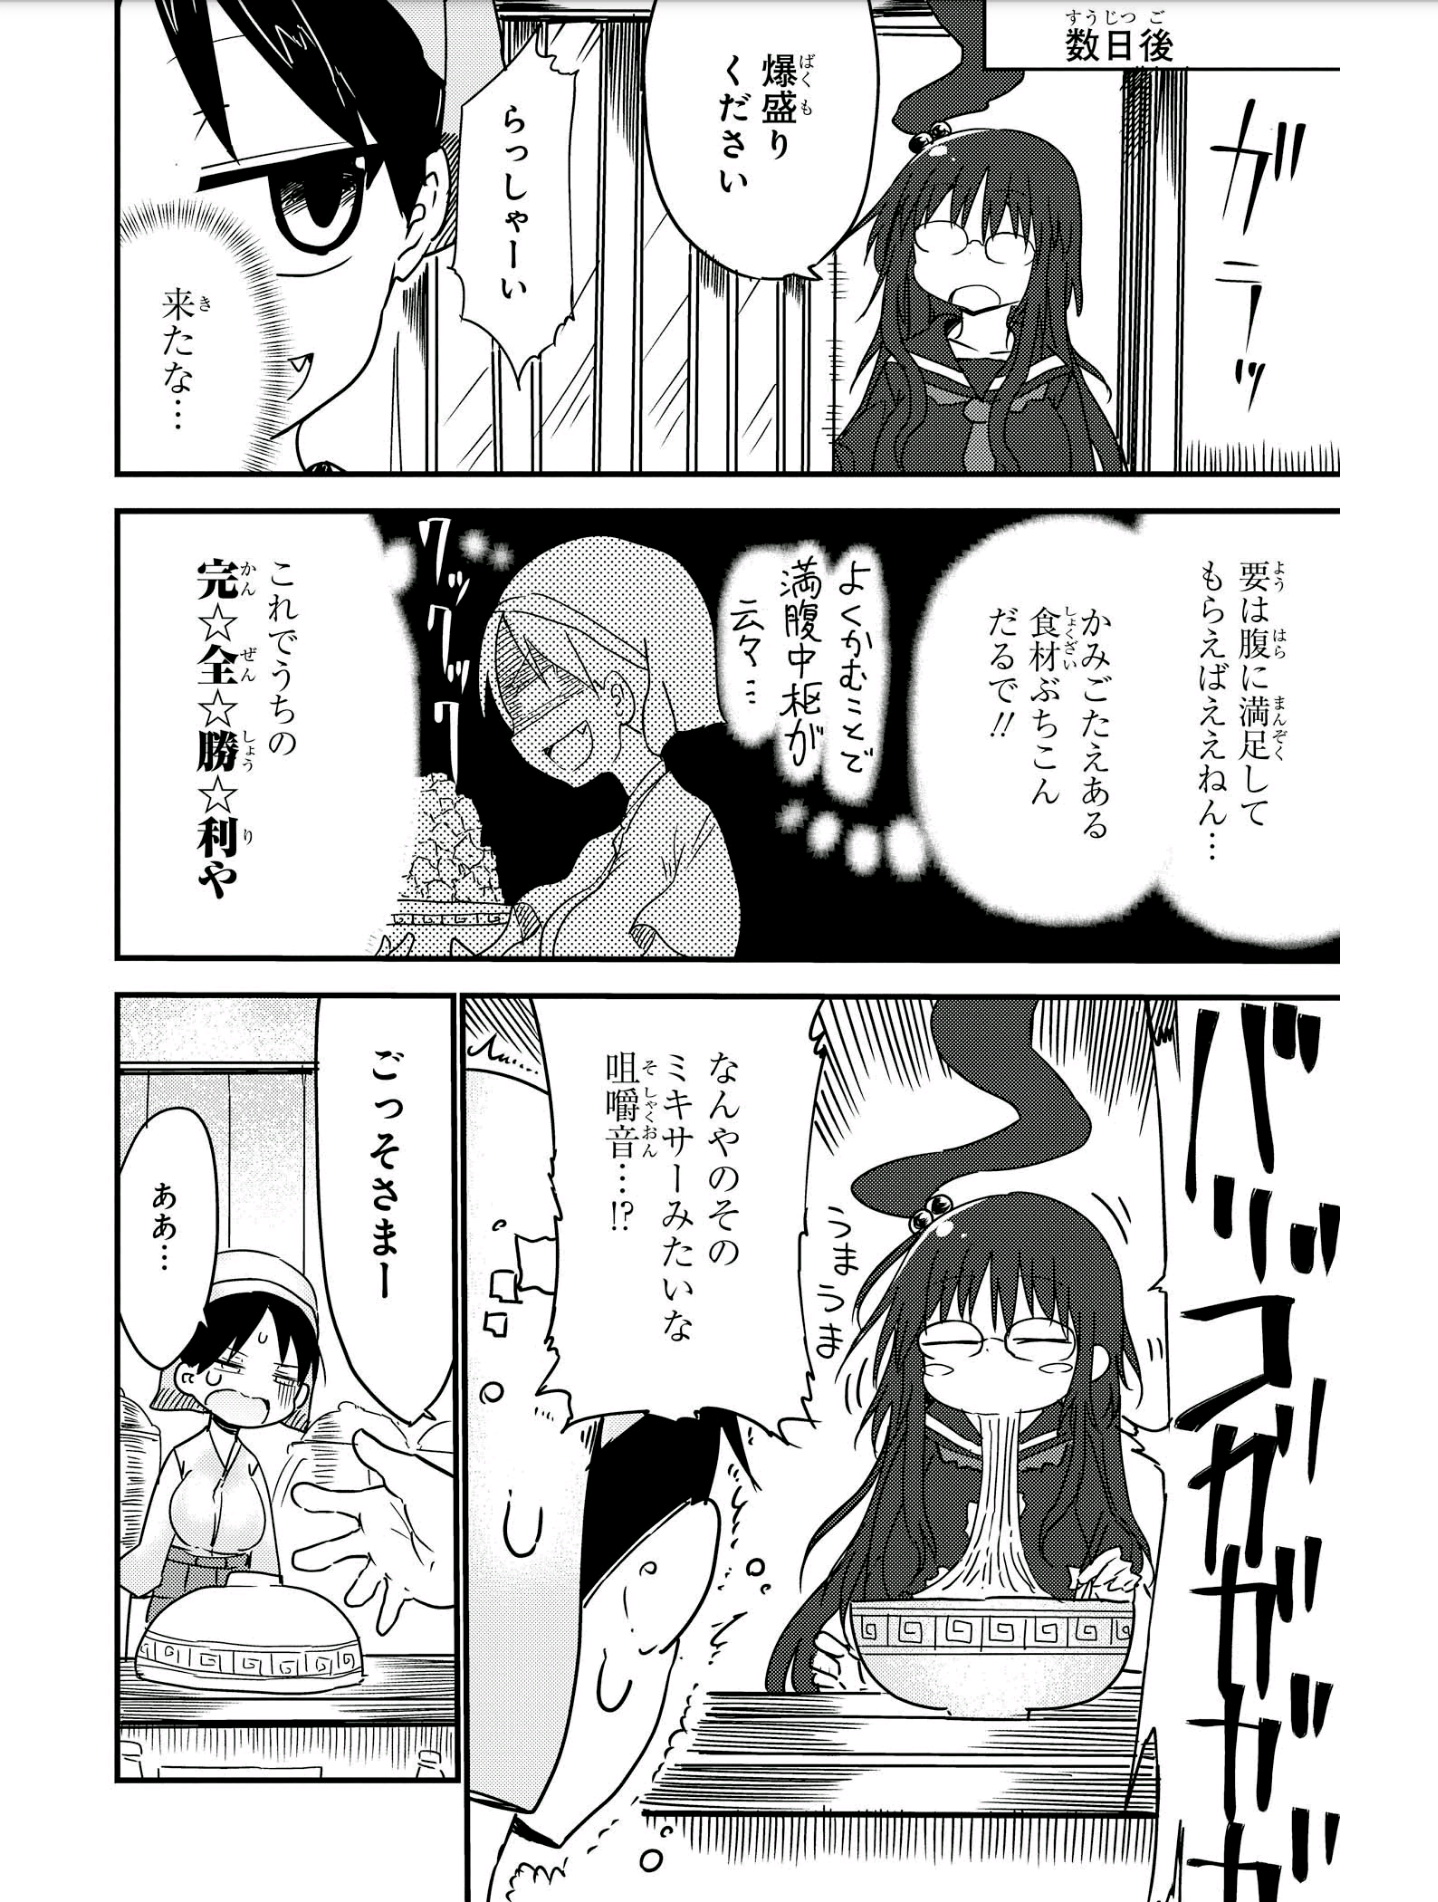 数日後
ガラッ
爆盛り
ください
らっしゃーい
来たな…
要は腹に満足して
もらえばええねん…
かみごたえある
食材ぶちこん
だるで!!
よくかむことで
満腹中枢が
云々…
クックックッ
これでうちの
完☆全☆勝☆利や
バッゴガガガガ
うまうま
なんやのその
ミキサーみたいな
咀嚼音…!?
ごっそさまー
ああ…